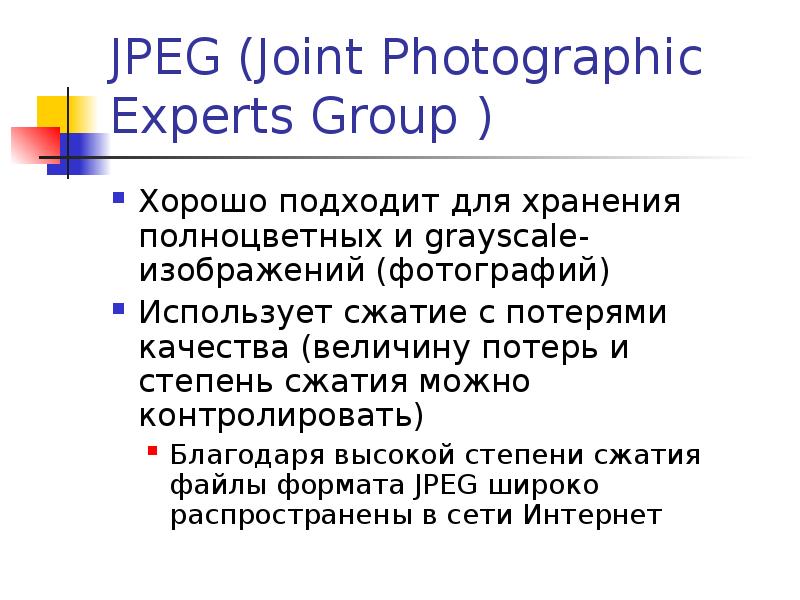 JPEG (Joint Photographic
Experts Group )
Хорошо подходит для хранения
полноцветных и grayscale-
изображений (фотографий)
Использует сжатие с потерями
качества (величину потерь и
степень сжатия можно
контролировать)
Благодаря высокой степени сжатия
файлы формата JPEG широко
распространены в сети Интернет